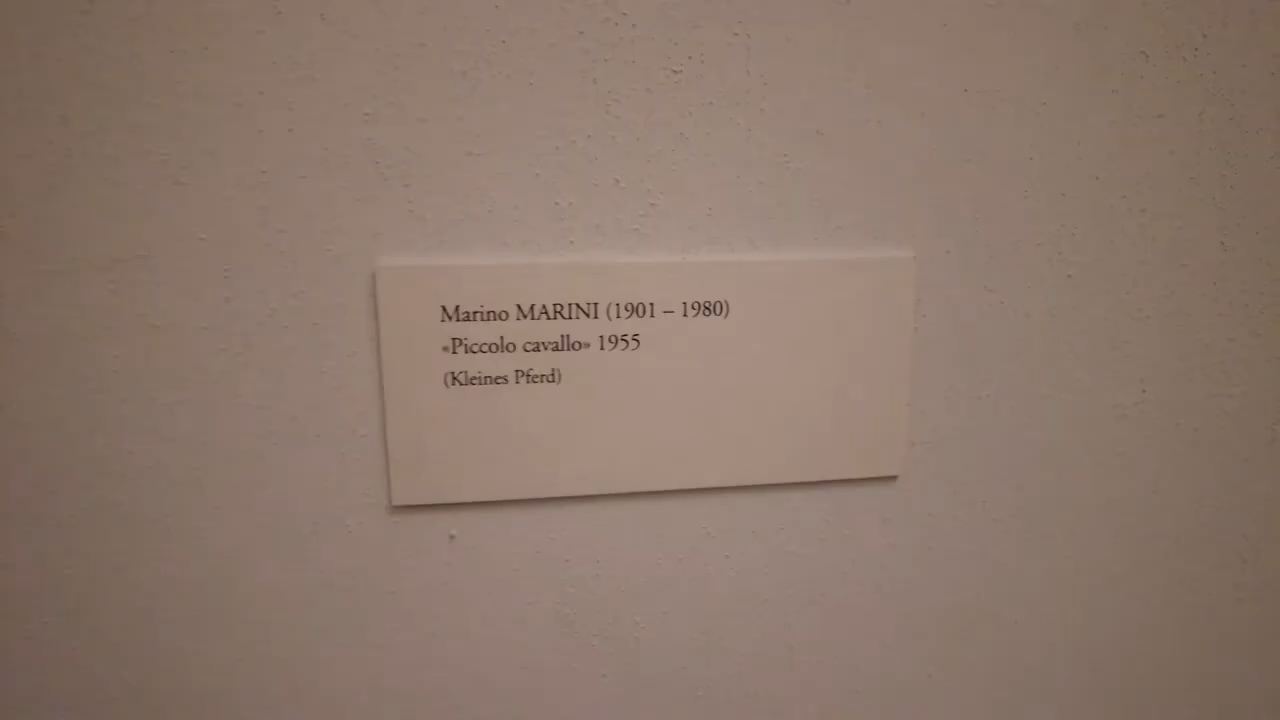 Marino MARINI (1901 – 1980)
«Piccolo cavallo» 1955
(Kleines Pferd)